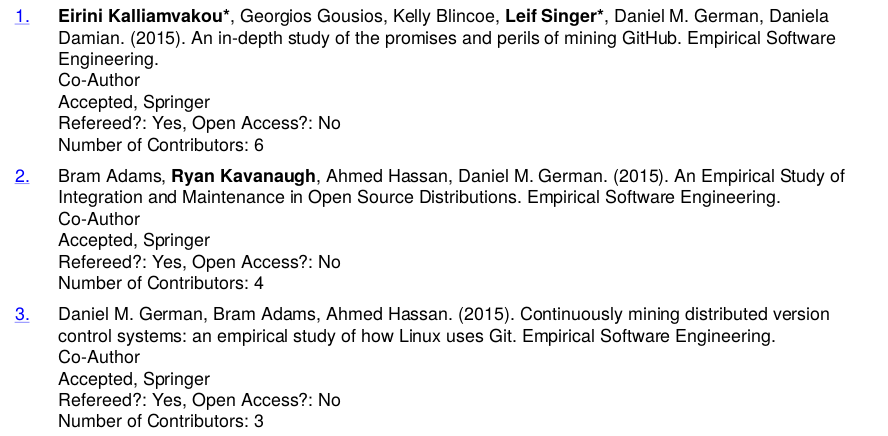 1. Eirini Kalliamvakou*, Georgios Gousios, Kelly Blincoe, Leif Singer*, Daniel M. German, Daniela
Damian. (2015). An in-depth study of the promises and perils of mining GitHub. Empirical Software
Engineering.
Co-Author
Accepted, Springer
Refereed?: Yes, Open Access?: No
Number of Contributors: 6
2. Bram Adams, Ryan Kavanaugh, Ahmed Hassan, Daniel M. German. (2015). An Empirical Study of
Integration and Maintenance in Open Source Distributions. Empirical Software Engineering.
Co-Author
Accepted, Springer
Refereed?: Yes, Open Access?: No
Number of Contributors: 4
3. Daniel M. German, Bram Adams, Ahmed Hassan. (2015). Continuously mining distributed version
control systems: an empirical study of how Linux uses Git. Empirical Software Engineering.
Co-Author
Accepted, Springer
Refereed?: Yes, Open Access?: No
Number of Contributors: 3